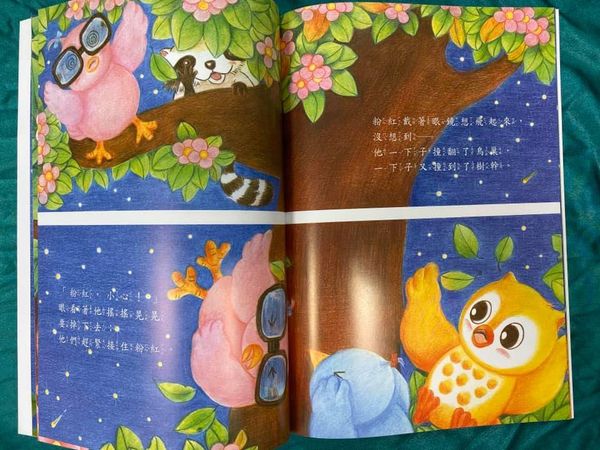 粉紅戴著眼鏡想飛起來，
沒想到——
他一下子撞翻了鳥巢，
一下子又撞到了樹幹。
「粉紅，小心！」
眼看著他搖搖晃晃
要掉下去，
他們趕緊接住粉紅。